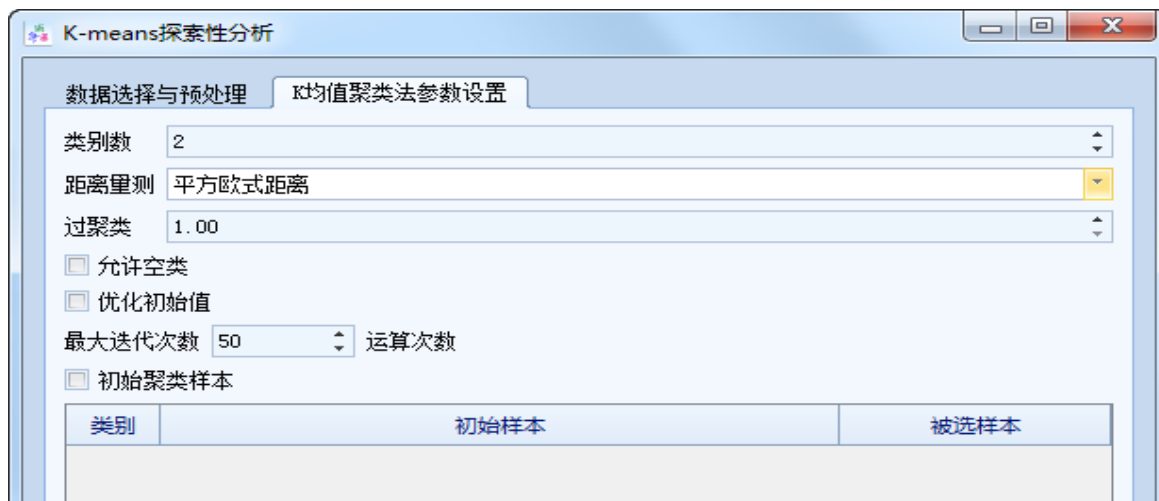 K-means探索性分析
数据选择与预处理 K均值聚类法参数设置
类别数 2
距离量测 平方欧式距离
过聚类 1.00
允许空类
优化初始值
最大迭代次数 50 运算次数
初始聚类样本
类别 初始样本 被选样本